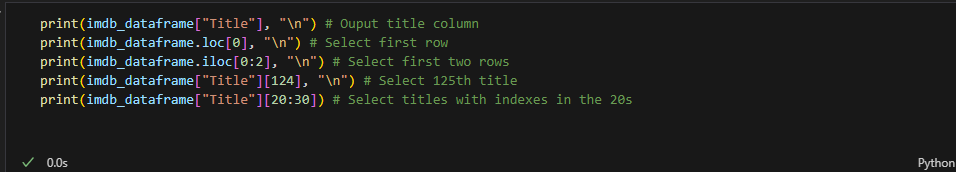 print(imdb_dataframe["Title"], "\n") # Ouput title column
print(imdb_dataframe.loc[0], "\n") # Select first row
print(imdb_dataframe.iloc[0:2], "\n") # Select first two rows
print(imdb_dataframe["Title"][124], "\n") # Select 125th title
print(imdb_dataframe["Title"][20:30]) # Select titles with indexes in the 20s
0.0s
Python